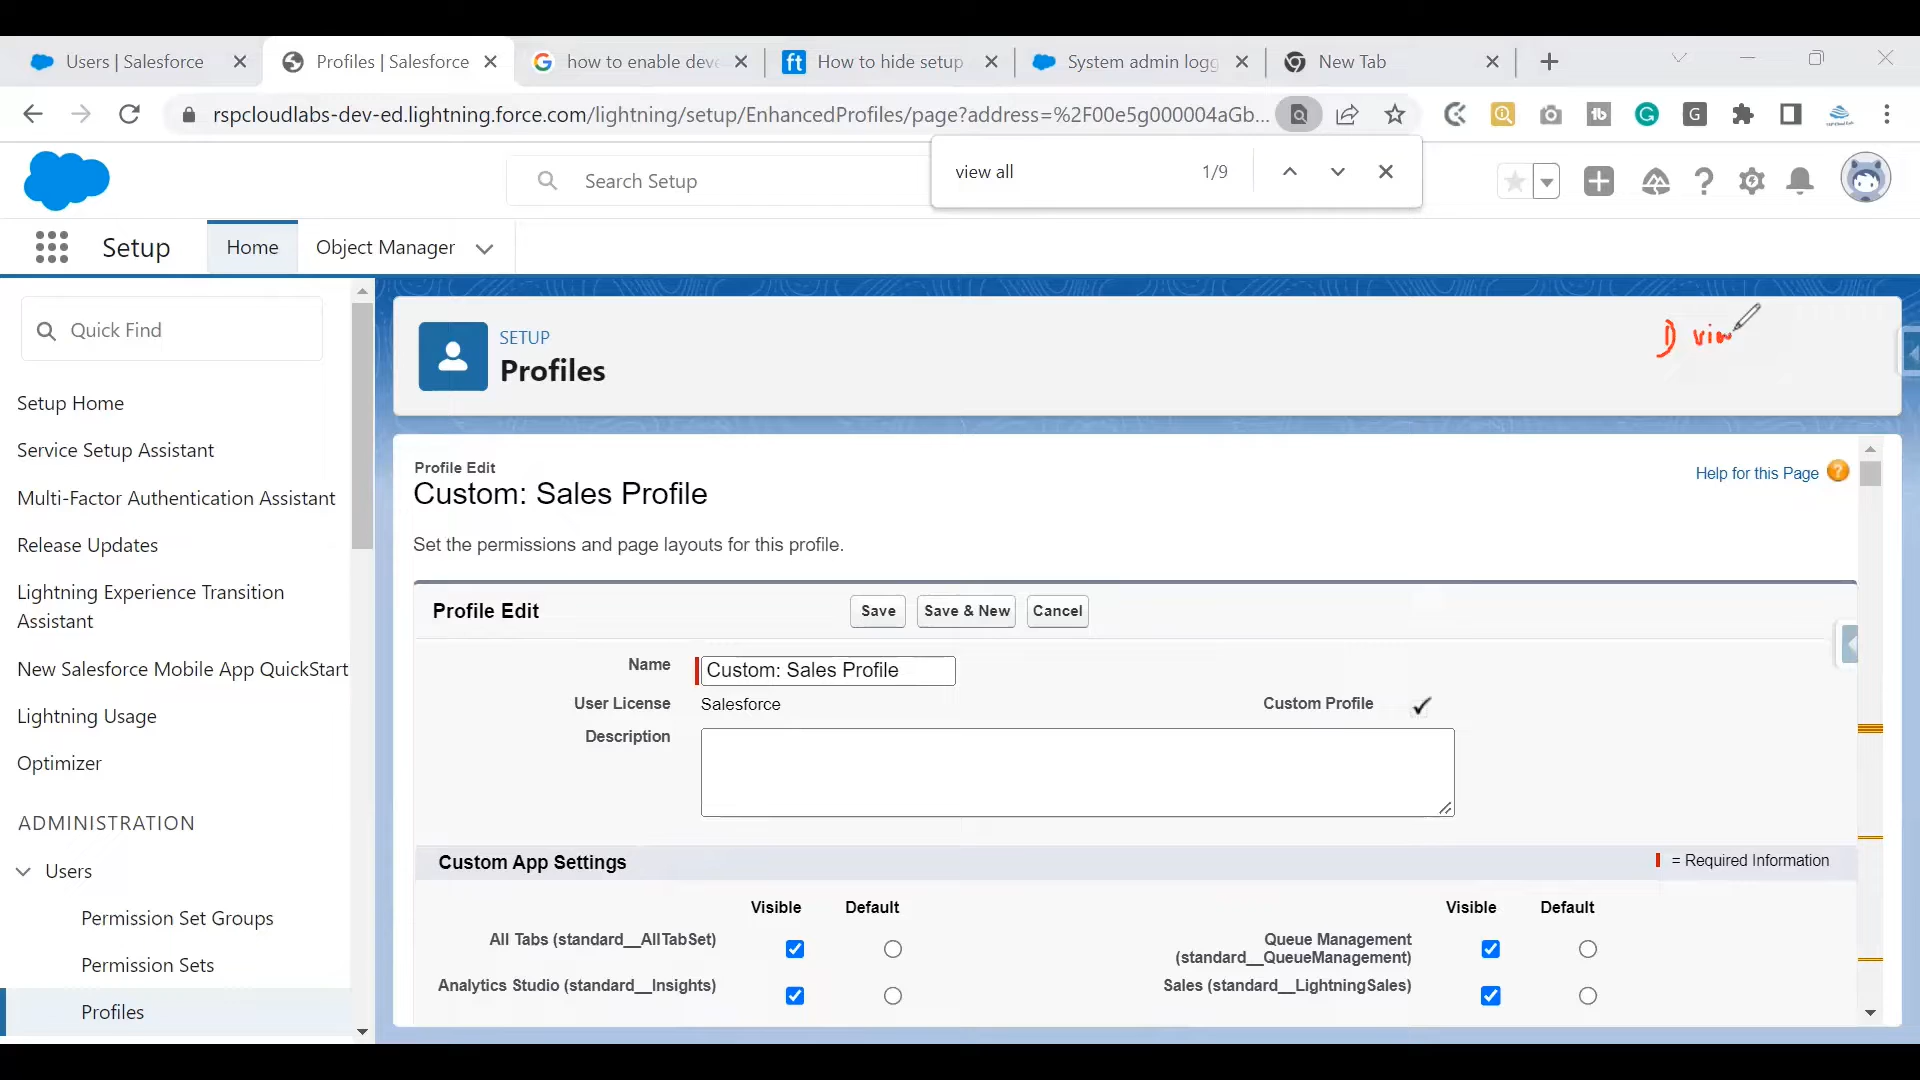 Users | Salesforce
Profiles | Salesforce
how to enable deve
How to hide setup
System admin logg
New Tab
rspcloudlabs-dev-ed.lightning.force.com/lightning/setup/EnhancedProfiles/page?address=%2F00e5g000004aGb...
view all
1/9
Search Setup
Setup
Home
Object Manager
Quick Find
Setup Home
Service Setup Assistant
Multi-Factor Authentication Assistant
Release Updates
Lightning Experience Transition
Assistant
New Salesforce Mobile App QuickStart
Lightning Usage
Optimizer
ADMINISTRATION
Users
Permission Set Groups
Permission Sets
Profiles
SETUP
Profiles
Profile Edit
Custom: Sales Profile
Help for this Page
Set the permissions and page layouts for this profile.
Profile Edit
Save
Save & New
Cancel
Name
Custom: Sales Profile
User License
Salesforce
Custom Profile
Description
Custom App Settings
= Required Information
Visible
Default
Visible
Default
All Tabs (standard__AllTabSet)
Queue Management
(standard__QueueManagement)
Analytics Studio (standard__Insights)
Sales (standard__LightningSales)